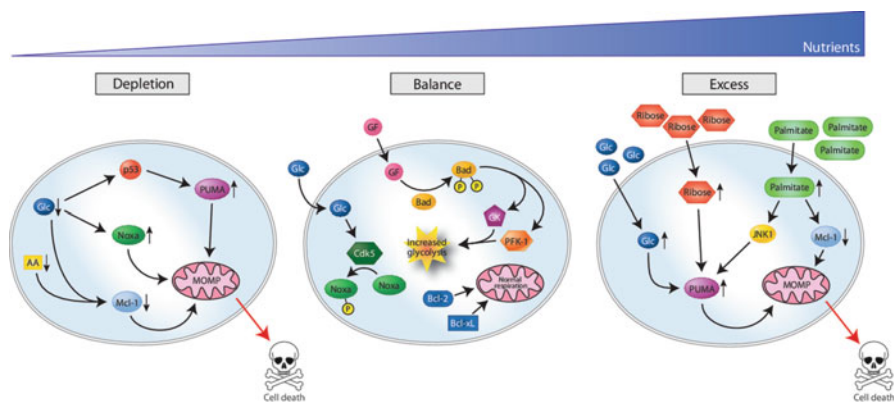 Nutrients
Depletion
Balance
Excess
p53
PUMA
Glc
Noxa
AA
Mcl-1
MOMP
Cell death
GF
Glc
GF
Bad
P P
Bad
Glc
GK
PFK-1
Increased
glycolysis
Cdk5
Noxa
P
Noxa
Normal
respiration
Bcl-2
Bcl-xL
Ribose
Ribose
Ribose
Palmitate
Palmitate
Palmitate
Glc
Glc
Glc
Glc
Ribose
Palmitate
Glc
JNK1
Mcl-1
PUMA
MOMP
Cell death